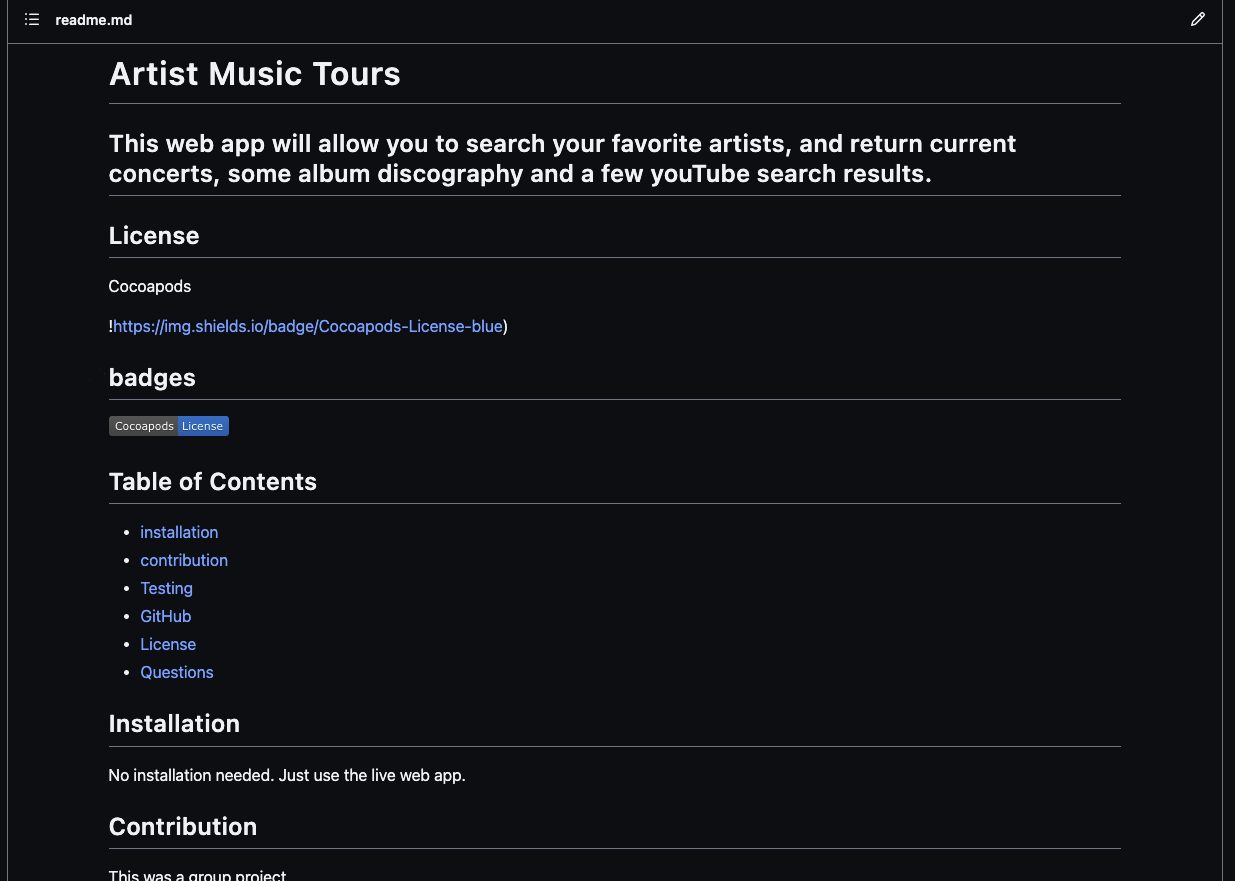 readme.md
Artist Music Tours
This web app will allow you to search your favorite artists, and return current
concerts, some album discography and a few youTube search results.
License
Cocoapods
!https://img.shields.io/badge/Cocoapods-License-blue)
badges
Cocoapods License
Table of Contents
installation
contribution
Testing
GitHub
License
Questions
Installation
No installation needed. Just use the live web app.
Contribution
This was a group project